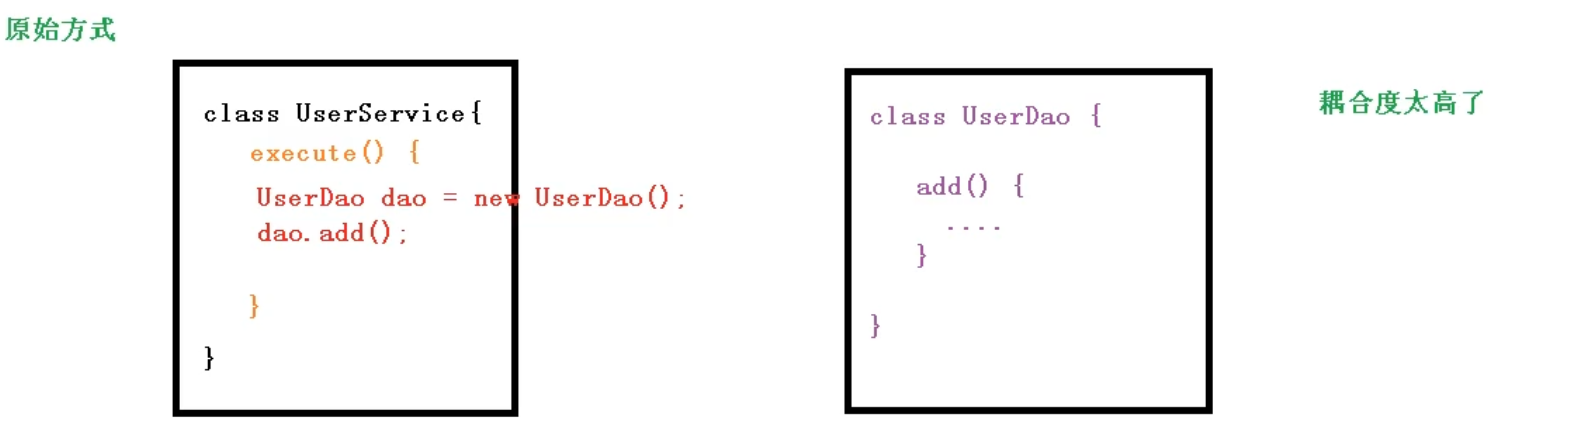 原始方式
class UserService{
execute() {
UserDao dao = new UserDao();
dao.add();
}
}
class UserDao {
add() {
....
}
}
耦合度太高了